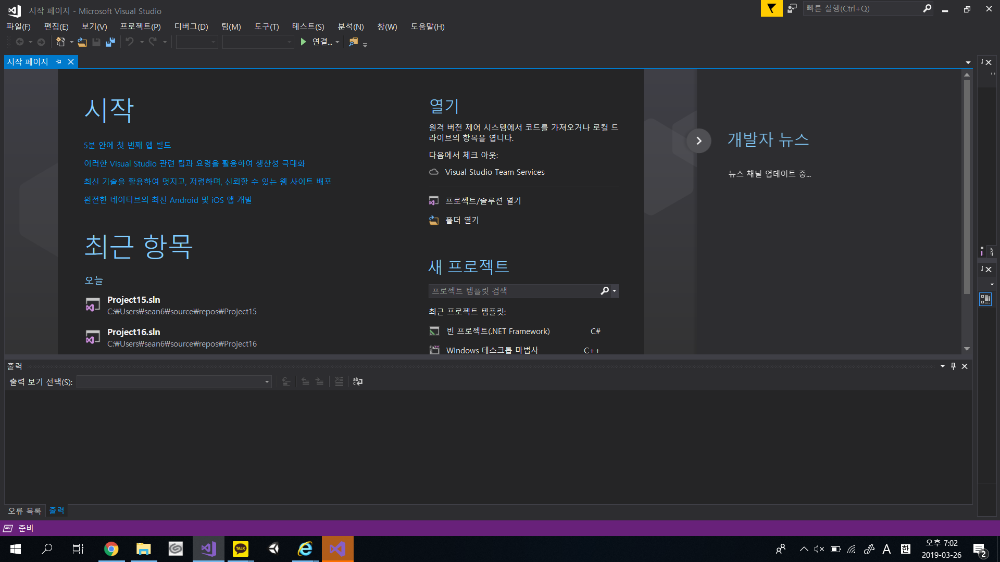 시작 페이지 - Microsoft Visual Studio
빠른 실행(Ctrl+Q)
파일(F) 편집(E) 보기(V) 프로젝트(P) 디버그(D) 팀(M) 도구(T) 테스트(S) 분석(N) 창(W) 도움말(H)
연결...
시작 페이지
시작
5분 안에 첫 번째 앱 빌드
이러한 Visual Studio 관련 팁과 요령을 활용하여 생산성 극대화
최신 기술을 활용하여 멋지고, 저렴하며, 신뢰할 수 있는 웹 사이트 배포
완전한 네이티브의 최신 Android 및 iOS 앱 개발
최근 항목
오늘
Project15.sln
C:₩Users₩sean6₩source₩repos₩Project15
Project16.sln
C:₩Users₩sean6₩source₩repos₩Project16
열기
원격 버전 제어 시스템에서 코드를 가져오거나 로컬 드
라이브의 항목을 엽니다.
다음에서 체크 아웃:
Visual Studio Team Services
프로젝트/솔루션 열기
폴더 열기
새 프로젝트
프로젝트 템플릿 검색
최근 프로젝트 템플릿:
빈 프로젝트(.NET Framework) C#
Windows 데스크톱 마법사 C++
개발자 뉴스
뉴스 채널 업데이트 중...
출력
출력 보기 선택(S):
오류 목록 출력
준비
TALK
A 한
오후 7:02
2019-03-26
2